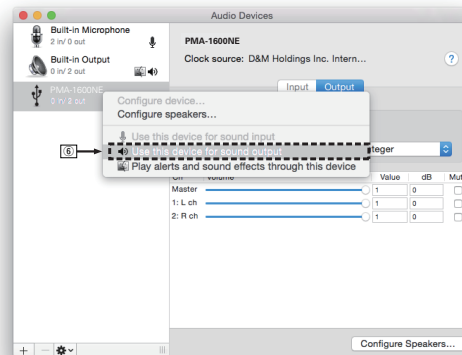 Audio Devices
Built-in Microphone
2 in/ 0 out
Built-in Output
0 in/ 2 out
PMA-1600NE
0 in/ 2 out
PMA-1600NE
Clock source: D&M Holdings Inc. Intern...
?
Input Output
Configure device...
Configure speakers...
Use this device for sound input
⑥ Use this device for sound output
Play alerts and sound effects through this device
teger
Ch Volume Value dB Mut
Master 1 0
1: L ch 1 0
2: R ch 1 0
Configure Speakers...